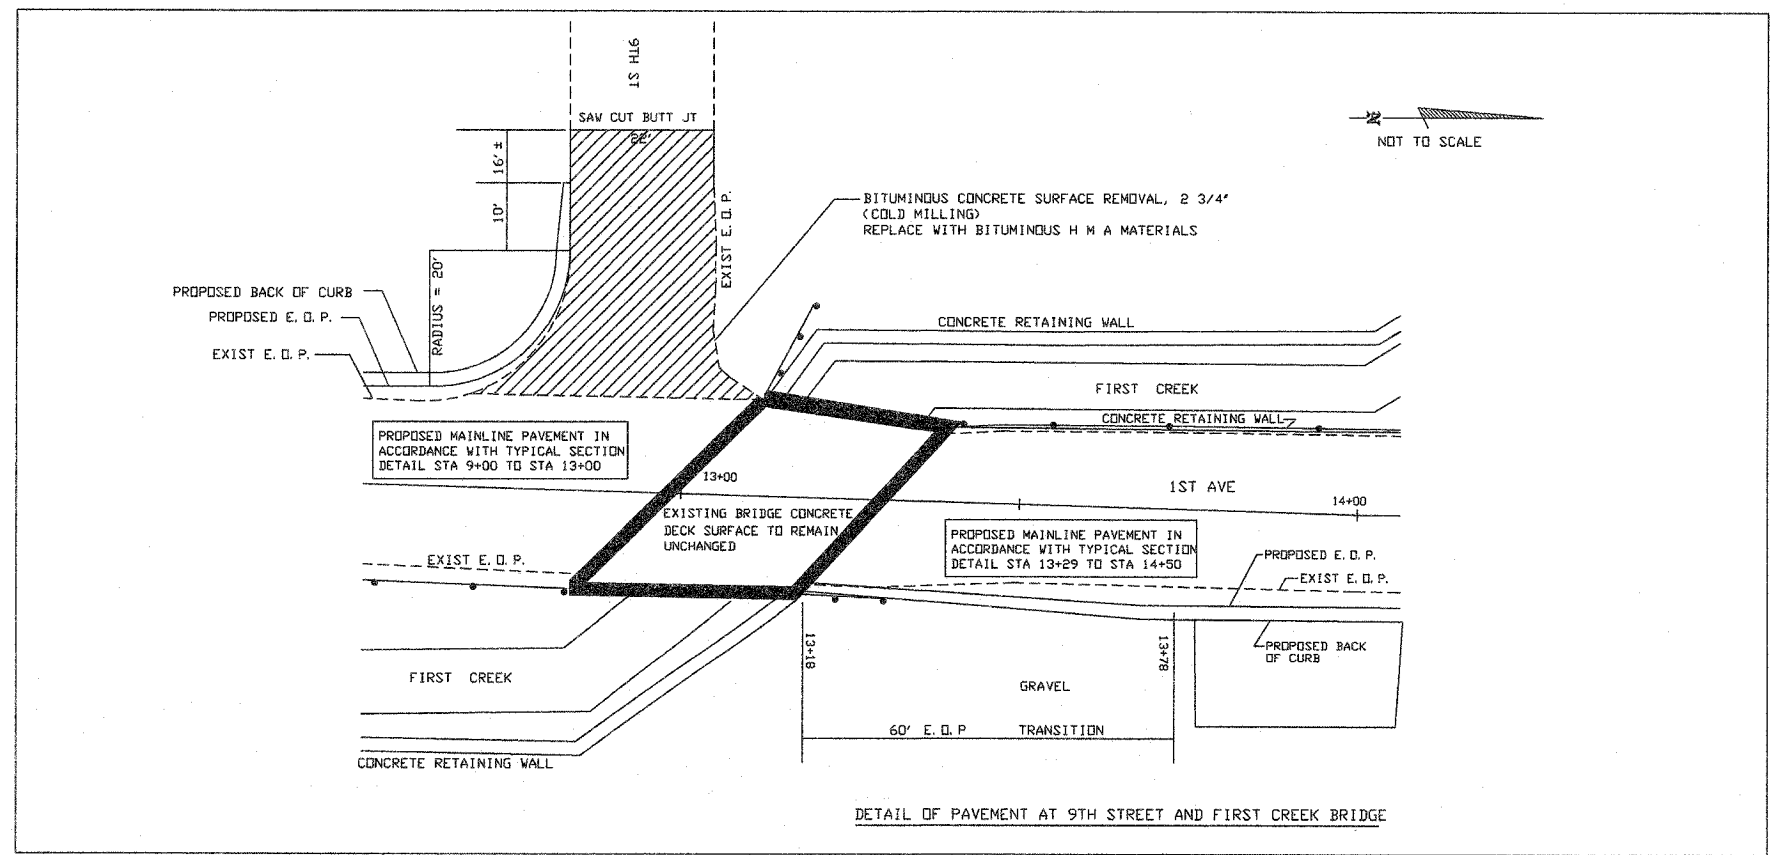 9TH ST
SAW CUT BUTT JT
22'
16' ±
10'
N
NOT TO SCALE
BITUMINOUS CONCRETE SURFACE REMOVAL, 2 3/4"
(COLD MILLING)
REPLACE WITH BITUMINOUS H M A MATERIALS
EXIST E. O. P.
RADIUS = 20'
PROPOSED BACK OF CURB
PROPOSED E. O. P.
EXIST E. O. P.
CONCRETE RETAINING WALL
FIRST CREEK
CONCRETE RETAINING WALL
PROPOSED MAINLINE PAVEMENT IN
ACCORDANCE WITH TYPICAL SECTION
DETAIL STA 9+00 TO STA 13+00
13+00
1ST AVE
14+00
EXISTING BRIDGE CONCRETE
DECK SURFACE TO REMAIN
UNCHANGED
PROPOSED MAINLINE PAVEMENT IN
ACCORDANCE WITH TYPICAL SECTION
DETAIL STA 13+29 TO STA 14+50
EXIST E. O. P.
PROPOSED E. O. P.
EXIST E. O. P.
13+18
13+78
PROPOSED BACK
OF CURB
FIRST CREEK
GRAVEL
60' E. O. P TRANSITION
CONCRETE RETAINING WALL
DETAIL OF PAVEMENT AT 9TH STREET AND FIRST CREEK BRIDGE